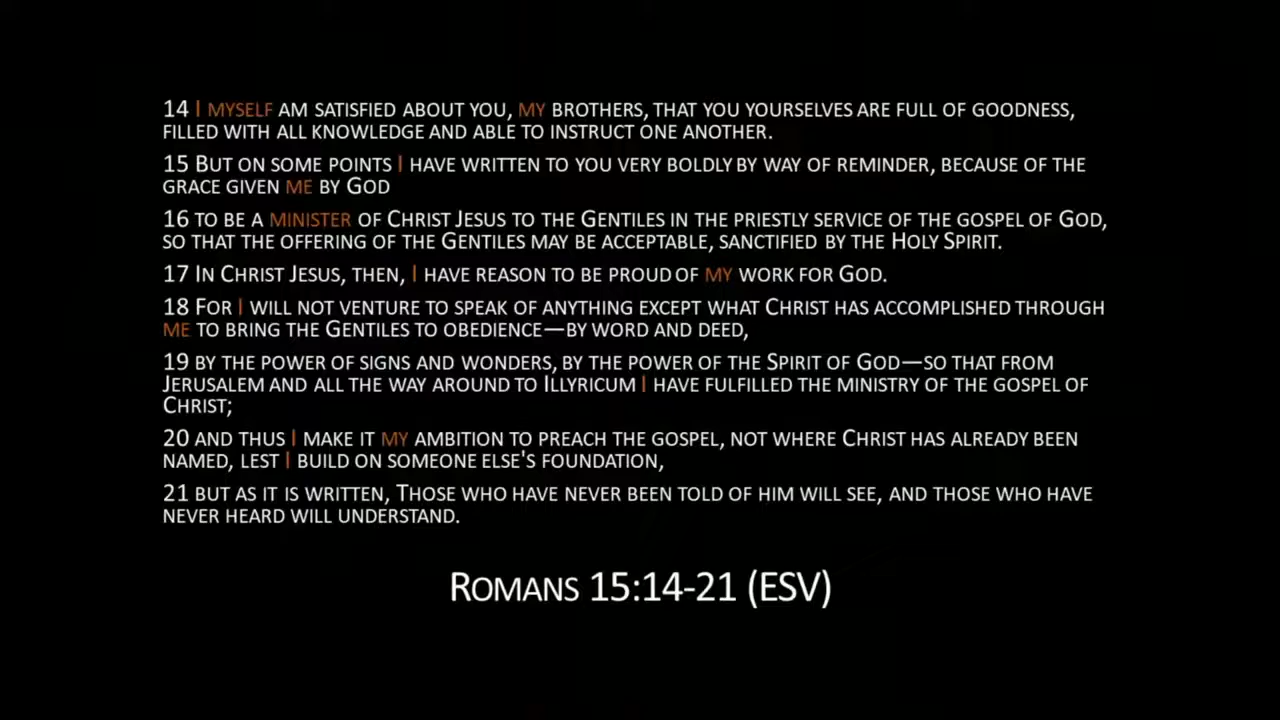 14 I MYSELF AM SATISFIED ABOUT YOU, MY BROTHERS, THAT YOU YOURSELVES ARE FULL OF GOODNESS,
FILLED WITH ALL KNOWLEDGE AND ABLE TO INSTRUCT ONE ANOTHER.
15 BUT ON SOME POINTS I HAVE WRITTEN TO YOU VERY BOLDLY BY WAY OF REMINDER, BECAUSE OF THE
GRACE GIVEN ME BY GOD
16 TO BE A MINISTER OF CHRIST JESUS TO THE GENTILES IN THE PRIESTLY SERVICE OF THE GOSPEL OF GOD,
SO THAT THE OFFERING OF THE GENTILES MAY BE ACCEPTABLE, SANCTIFIED BY THE HOLY SPIRIT.
17 IN CHRIST JESUS, THEN, I HAVE REASON TO BE PROUD OF MY WORK FOR GOD.
18 FOR I WILL NOT VENTURE TO SPEAK OF ANYTHING EXCEPT WHAT CHRIST HAS ACCOMPLISHED THROUGH
ME TO BRING THE GENTILES TO OBEDIENCE—BY WORD AND DEED,
19 BY THE POWER OF SIGNS AND WONDERS, BY THE POWER OF THE SPIRIT OF GOD—SO THAT FROM
JERUSALEM AND ALL THE WAY AROUND TO ILLYRICUM I HAVE FULFILLED THE MINISTRY OF THE GOSPEL OF
CHRIST;
20 AND THUS I MAKE IT MY AMBITION TO PREACH THE GOSPEL, NOT WHERE CHRIST HAS ALREADY BEEN
NAMED, LEST I BUILD ON SOMEONE ELSE'S FOUNDATION,
21 BUT AS IT IS WRITTEN, THOSE WHO HAVE NEVER BEEN TOLD OF HIM WILL SEE, AND THOSE WHO HAVE
NEVER HEARD WILL UNDERSTAND.
ROMANS 15:14-21 (ESV)